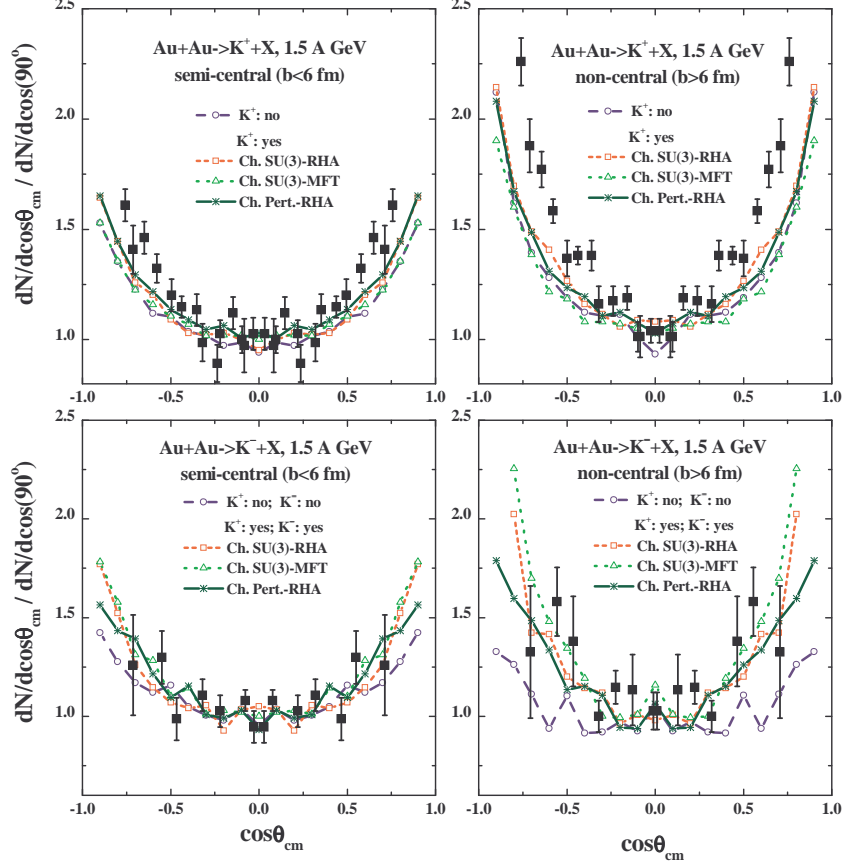 2.5
2.0
1.5
1.0
dN/dcosθcm / dN/dcos(90°)
Au+Au->K⁺+X, 1.5 A GeV
semi-central (b<6 fm)
K⁺: no
K⁺: yes
Ch. SU(3)-RHA
Ch. SU(3)-MFT
Ch. Pert.-RHA
-1.0 -0.5 0.0 0.5 1.0
2.5
2.0
1.5
1.0
Au+Au->K⁺+X, 1.5 A GeV
non-central (b>6 fm)
K⁺: no
K⁺: yes
Ch. SU(3)-RHA
Ch. SU(3)-MFT
Ch. Pert.-RHA
-1.0 -0.5 0.0 0.5 1.0
2.5
2.0
1.5
1.0
dN/dcosθcm / dN/dcos(90°)
Au+Au->K⁻+X, 1.5 A GeV
semi-central (b<6 fm)
K⁺: no; K⁻: no
K⁺: yes; K⁻: yes
Ch. SU(3)-RHA
Ch. SU(3)-MFT
Ch. Pert.-RHA
-1.0 -0.5 0.0 0.5 1.0
cosθcm
2.5
2.0
1.5
1.0
Au+Au->K⁻+X, 1.5 A GeV
non-central (b>6 fm)
K⁺: no; K⁻: no
K⁺: yes; K⁻: yes
Ch. SU(3)-RHA
Ch. SU(3)-MFT
Ch. Pert.-RHA
-1.0 -0.5 0.0 0.5 1.0
cosθcm